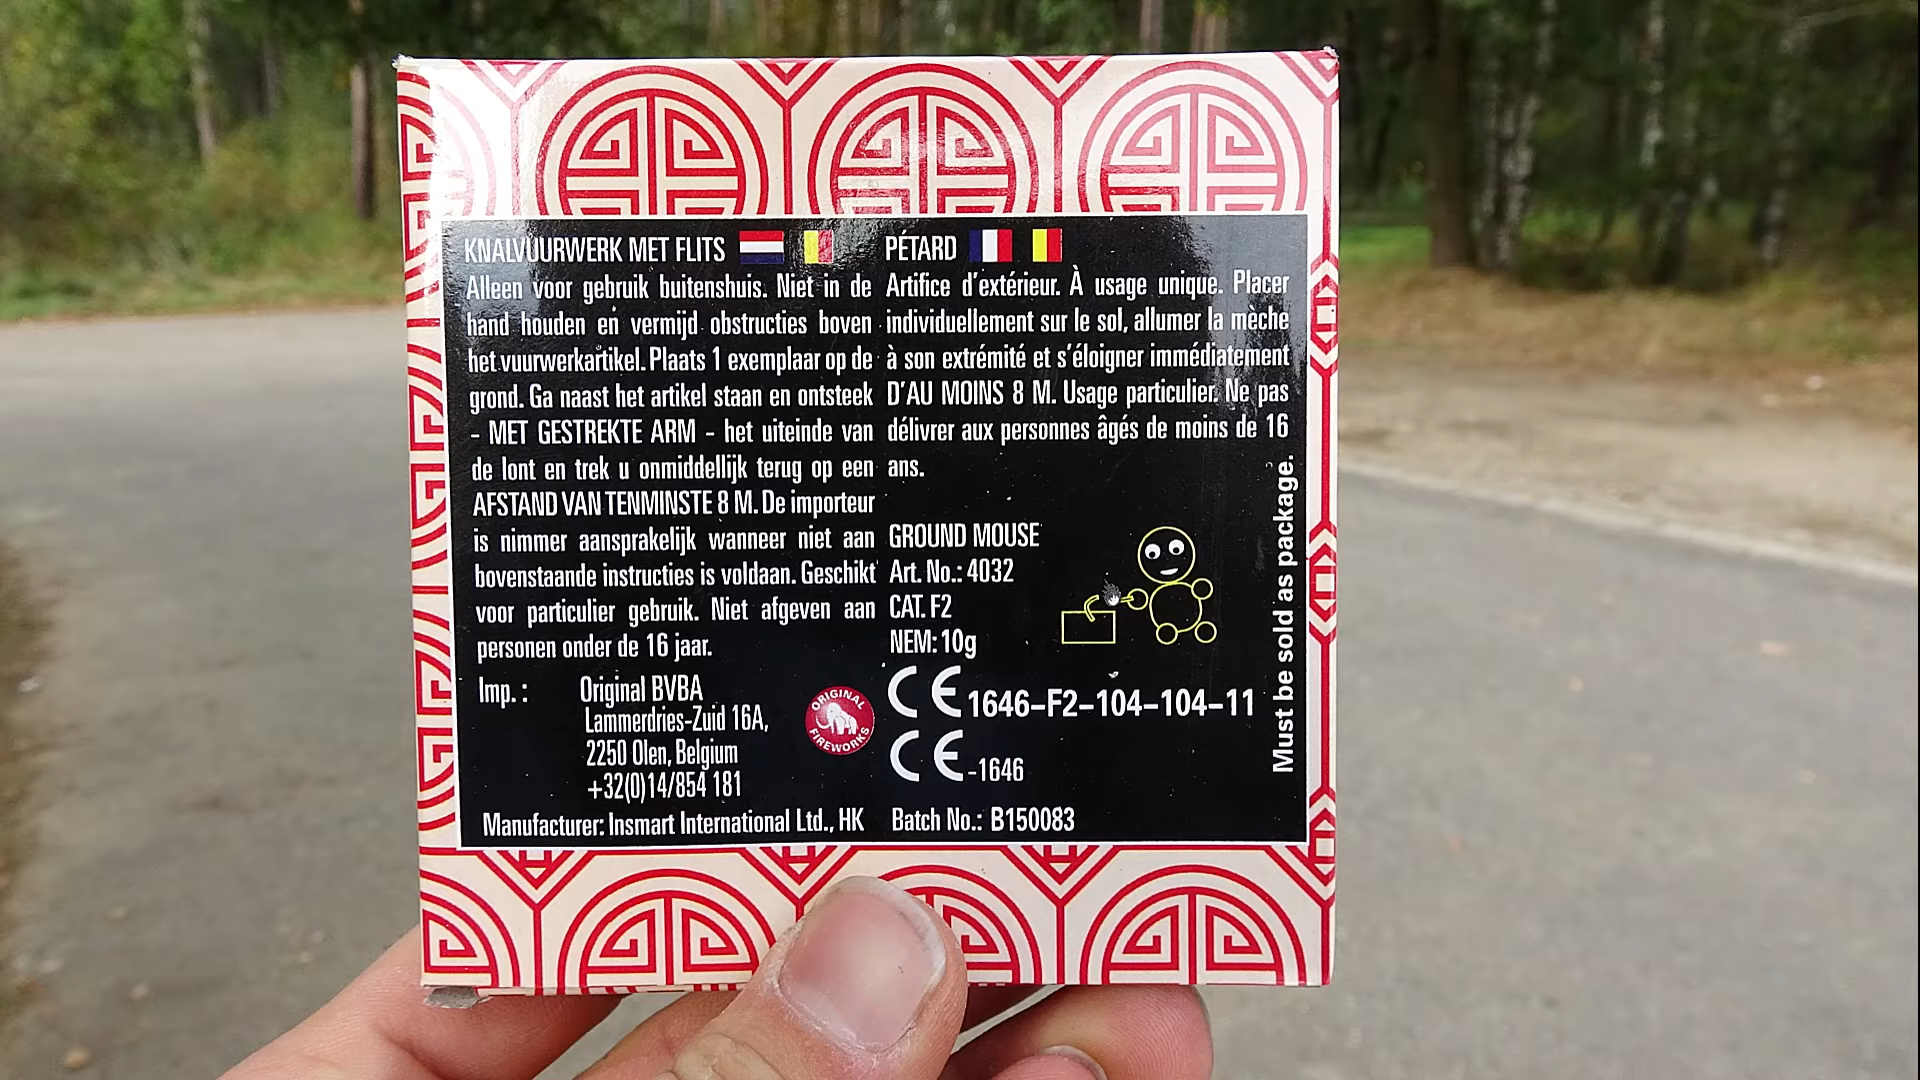 KNALVUURWERK MET FLITS
Alleen voor gebruik buitenshuis. Niet in de
hand houden en vermijd obstructies boven
het vuurwerkartikel. Plaats 1 exemplaar op de
grond. Ga naast het artikel staan en ontsteek
- MET GESTREKTE ARM - het uiteinde van
de lont en trek u onmiddellijk terug op een
AFSTAND VAN TENMINSTE 8 M. De importeur
is nimmer aansprakelijk wanneer niet aan
bovenstaande instructies is voldaan. Geschikt
voor particulier gebruik. Niet afgeven aan
personen onder de 16 jaar.
Imp.: Original BVBA
Lammerdries-Zuid 16A,
2250 Olen, Belgium
+32(0)14/854 181
Manufacturer: Insmart International Ltd., HK
ORIGINAL
FIREWORKS
PÉTARD
Artifice d'extérieur. À usage unique. Placer
individuellement sur le sol, allumer la mèche
à son extrémité et s'éloigner immédiatement
D'AU MOINS 8 M. Usage particulier. Ne pas
délivrer aux personnes âgés de moins de 16
ans.
GROUND MOUSE
Art. No.: 4032
CAT. F2
NEM: 10g
CE 1646-F2-104-104-11
CE -1646
Batch No.: B150083
Must be sold as package.